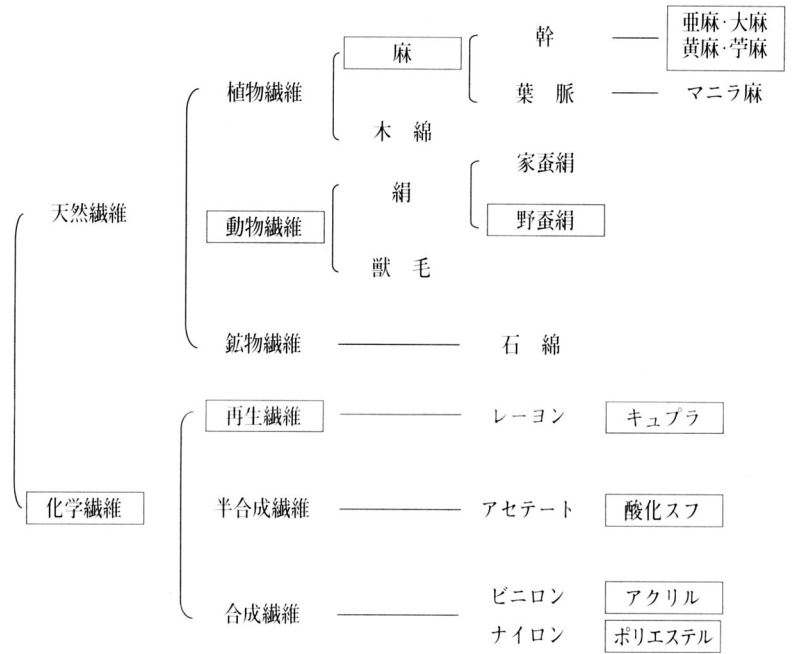 天然繊維
植物繊維
麻
幹
亜麻·大麻
黄麻·苧麻
葉 脈
マニラ麻
木 綿
動物繊維
絹
家蚕絹
野蚕絹
獣 毛
鉱物繊維
石 綿
化学繊維
再生繊維
レーヨン
キュプラ
半合成繊維
アセテート
酸化スフ
合成繊維
ビニロン
アクリル
ナイロン
ポリエステル